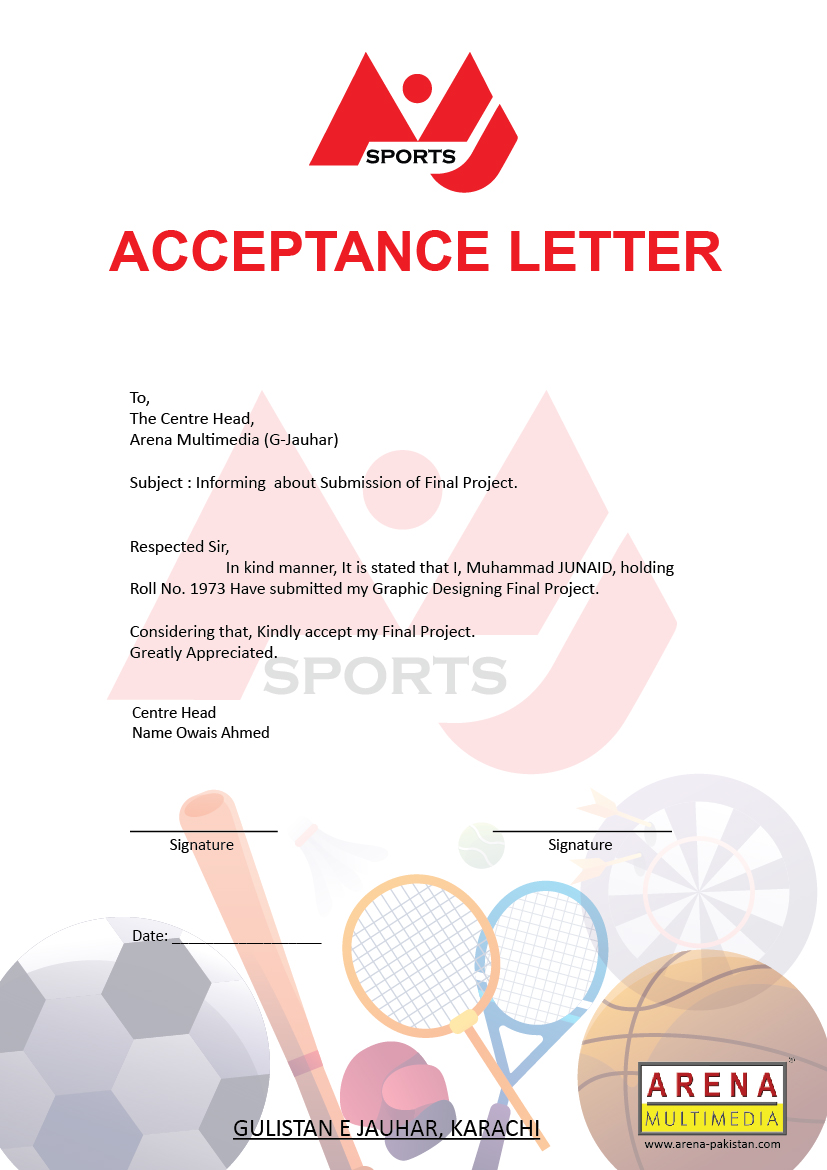 SPORTS
ACCEPTANCE LETTER
To,
The Centre Head,
Arena Multimedia (G-Jauhar)
Subject : Informing  about Submission of Final Project.
Respected Sir,
In kind manner, It is stated that I, Muhammad JUNAID, holding
Roll No. 1973 Have submitted my Graphic Designing Final Project.
Considering that, Kindly accept my Final Project.
Greatly Appreciated.
SPORTS
Centre Head
Name Owais Ahmed
Signature
Signature
Date: __________________
ARENA
MULTIMEDIA
GULISTAN E JAUHAR, KARACHI
www.arena-pakistan.com